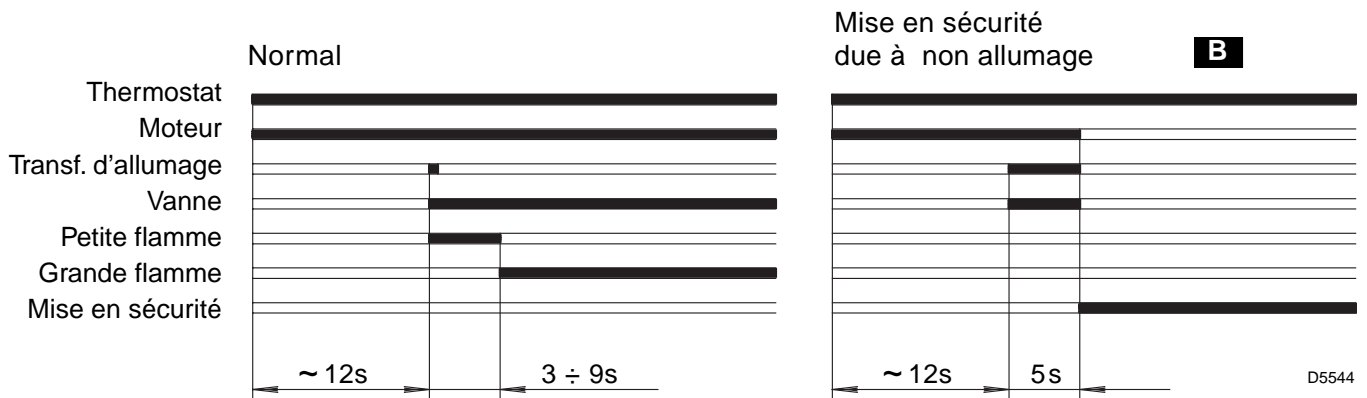 Normal
Mise en sécurité
due à non allumage
B
Thermostat
Moteur
Transf. d'allumage
Vanne
Petite flamme
Grande flamme
Mise en sécurité
~ 12s
3 ÷ 9s
~ 12s
5s
D5544